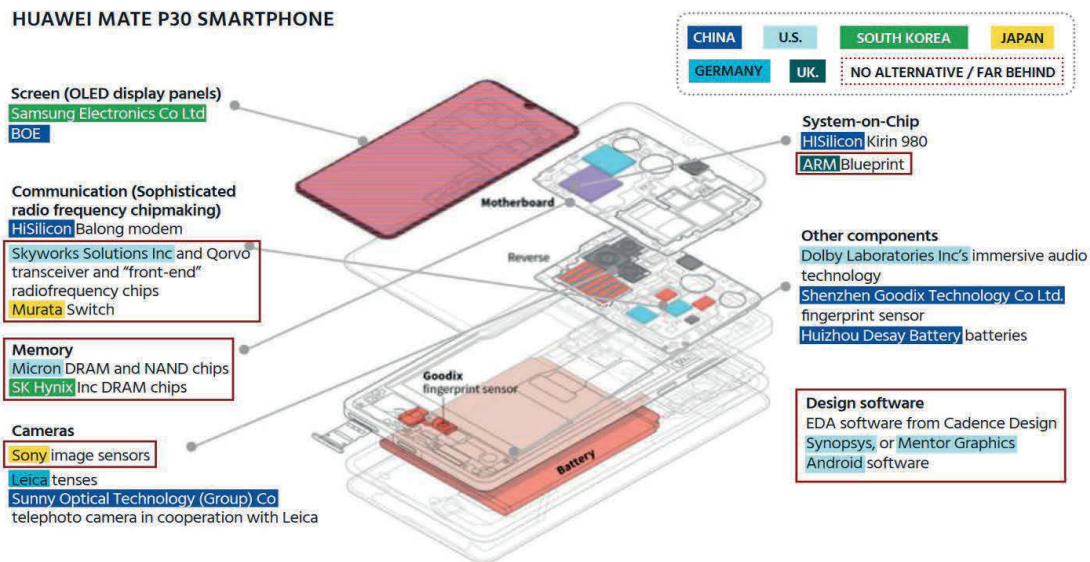 HUAWEI MATE P30 SMARTPHONE
CHINA
U.S.
SOUTH KOREA
JAPAN
GERMANY
UK.
NO ALTERNATIVE / FAR BEHIND
Screen (OLED display panels)
Samsung Electronics Co Ltd
BOE
Communication (Sophisticated
radio frequency chipmaking)
HiSilicon Balong modem
Skyworks Solutions Inc and Qorvo
transceiver and “front-end”
radiofrequency chips
Murata Switch
Memory
Micron DRAM and NAND chips
SK Hynix Inc DRAM chips
Cameras
Sony image sensors
Leica tenses
Sunny Optical Technology (Group) Co
telephoto camera in cooperation with Leica
Motherboard
Reverse
Goodix
fingerprint sensor
Battery
System-on-Chip
HISilicon Kirin 980
ARM Blueprint
Other components
Dolby Laboratories Inc’s immersive audio
technology
Shenzhen Goodix Technology Co Ltd.
fingerprint sensor
Huizhou Desay Battery batteries
Design software
EDA software from Cadence Design
Synopsys, or Mentor Graphics
Android software